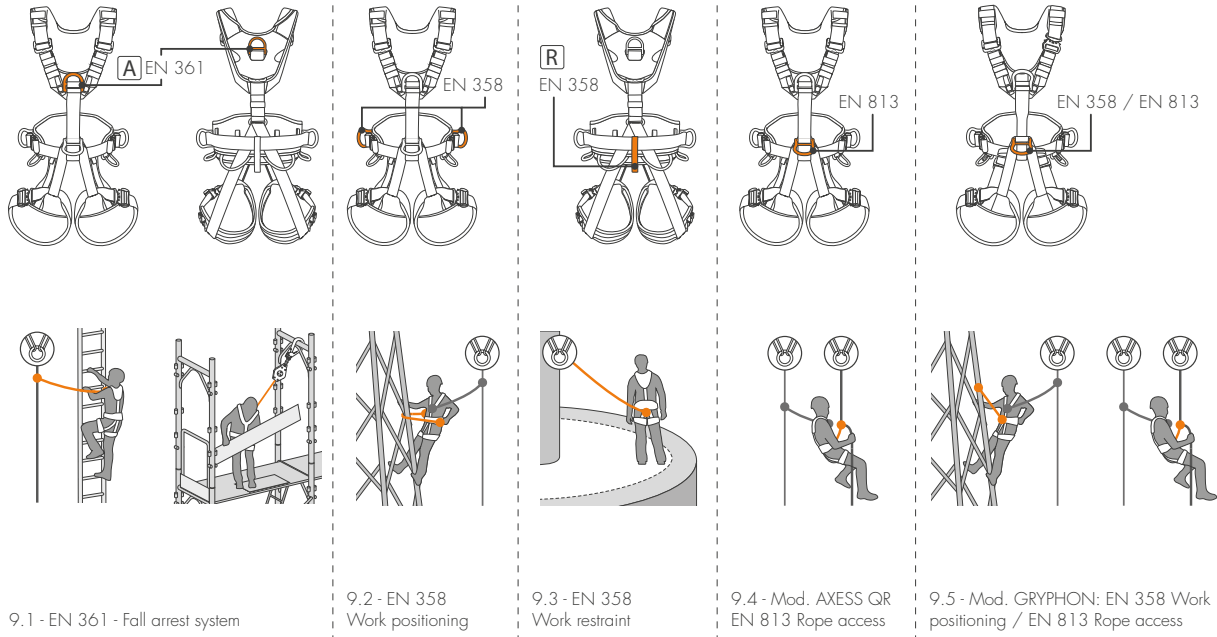 A EN 361
EN 358
R
EN 358
EN 813
EN 358 / EN 813
9.1 - EN 361 - Fall arrest system
9.2 - EN 358
Work positioning
9.3 - EN 358
Work restraint
9.4 - Mod. AXESS QR
EN 813 Rope access
9.5 - Mod. GRYPHON: EN 358 Work
positioning / EN 813 Rope access